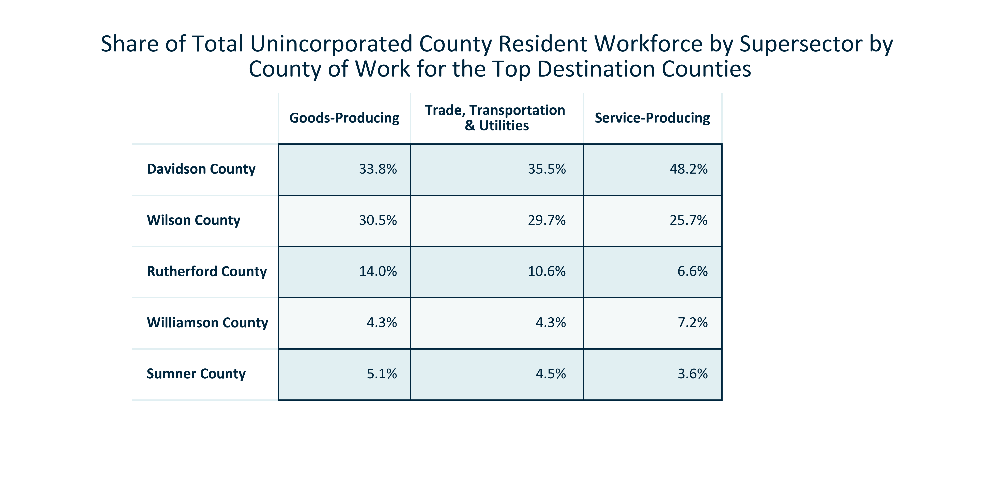 Share of Total Unincorporated County Resident Workforce by Supersector by
County of Work for the Top Destination Counties
Goods-Producing
Trade, Transportation
& Utilities
Service-Producing
Davidson County 33.8% 35.5% 48.2%
Wilson County 30.5% 29.7% 25.7%
Rutherford County 14.0% 10.6% 6.6%
Williamson County 4.3% 4.3% 7.2%
Sumner County 5.1% 4.5% 3.6%